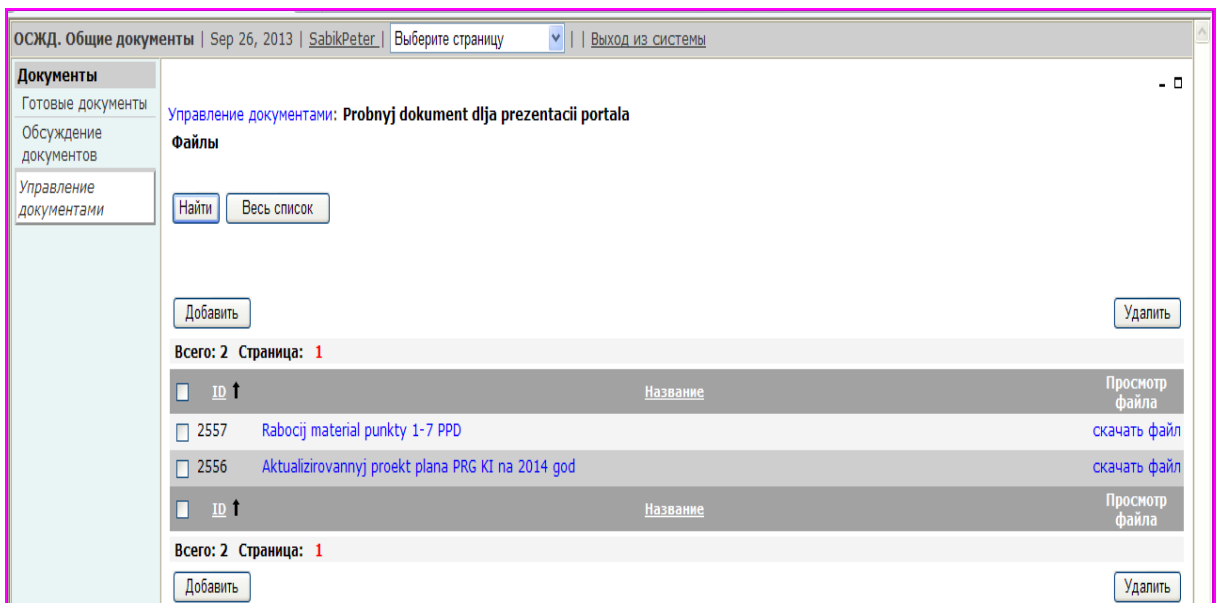 ОСЖД. Общие документы | Sep 26, 2013 | SabikPeter | Выберите страницу | | Выход из системы
Документы
Готовые документы
Обсуждение
документов
Управление
документами
Управление документами: Probnyj dokument dlja prezentacii portala
Файлы
Найти Весь список
Добавить Удалить
Всего: 2 Страница: 1
ID ↑ Название Просмотр
файла
2557 Rabocij material punkty 1-7 PPD скачать файл
2556 Aktualizirovannyj proekt plana PRG KI na 2014 god скачать файл
ID ↑ Название Просмотр
файла
Всего: 2 Страница: 1
Добавить Удалить